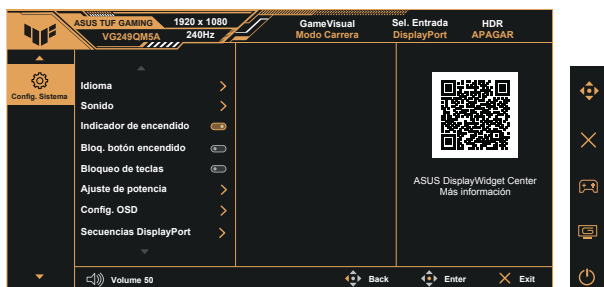 ASUS TUF GAMING 1920 x 1080
VG249QM5A 240Hz
GameVisual
Modo Carrera
Sel. Entrada
DisplayPort
HDR
APAGAR
Config. Sistema
Idioma
Sonido
Indicador de encendido
Bloq. botón encendido
Bloqueo de teclas
Ajuste de potencia
Config. OSD
Secuencias DisplayPort
ASUS DisplayWidget Center
Más información
Volume 50
Back
Enter
Exit